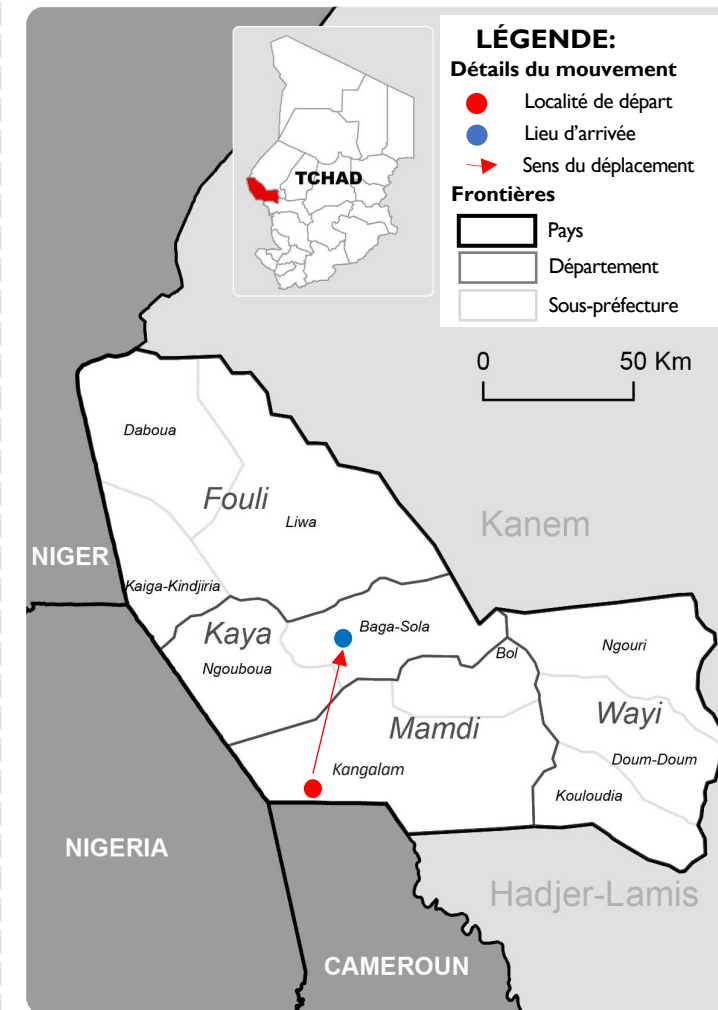 LÉGENDE:
Détails du mouvement
Localité de départ
Lieu d’arrivée
Sens du déplacement
Frontières
Pays
Département
Sous-préfecture
TCHAD
0 50 Km
Daboua
Fouli
Liwa
Kanem
NIGER
Kaiga-Kindjiria
Kaya
Baga-Sola
Ngouboua
Bol
Ngouri
Mamdi
Wayi
Kangalam
Doum-Doum
Kouloudia
NIGERIA
Hadjer-Lamis
CAMEROUN